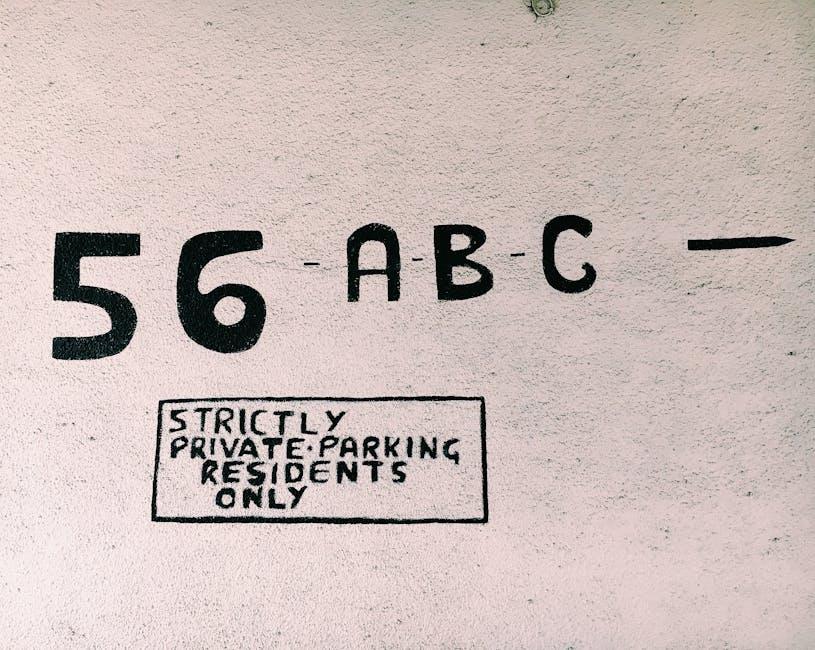 56-A-B-C
STRICTLY
PRIVATE·PARKING
RESIDENTS
ONLY